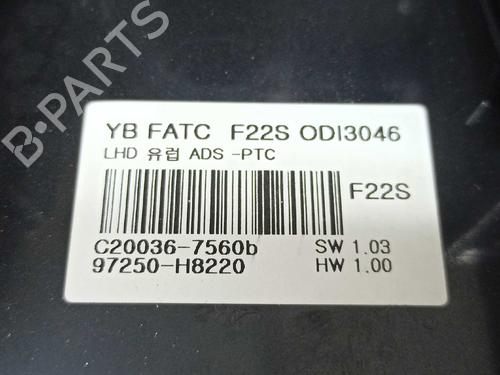 B-PARTS
YB FATC F22S ODI3046
LHD 유럽 ADS -PTC
F22S
C20036-7560b SW 1.03
97250-H8220 HW 1.00